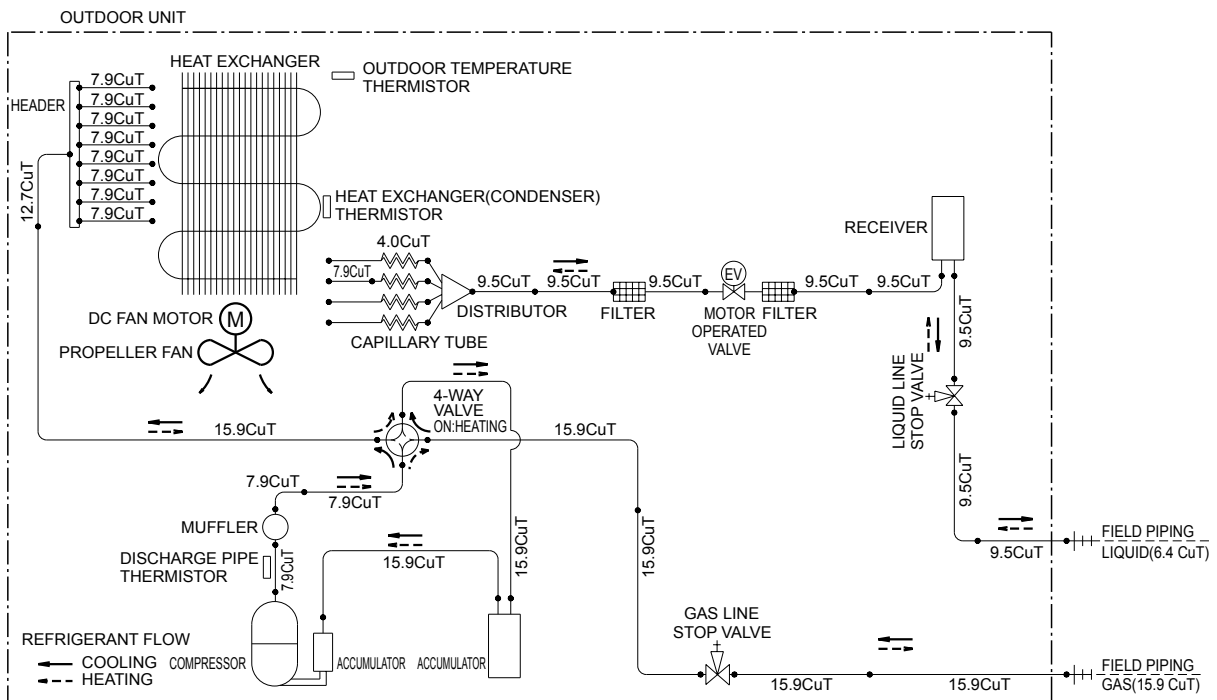 OUTDOOR UNIT
HEAT EXCHANGER
OUTDOOR TEMPERATURE
THERMISTOR
HEADER
7.9CuT
7.9CuT
7.9CuT
7.9CuT
7.9CuT
7.9CuT
7.9CuT
7.9CuT
12.7CuT
HEAT EXCHANGER(CONDENSER)
THERMISTOR
4.0CuT
7.9CuT
CAPILLARY TUBE
DISTRIBUTOR
9.5CuT
9.5CuT
FILTER
9.5CuT
EV
MOTOR
OPERATED
VALVE
FILTER
9.5CuT
9.5CuT
RECEIVER
9.5CuT
LIQUID LINE
STOP VALVE
9.5CuT
9.5CuT
FIELD PIPING
LIQUID(6.4 CuT)
DC FAN MOTOR
M
PROPELLER FAN
4-WAY
VALVE
ON:HEATING
15.9CuT
15.9CuT
7.9CuT
7.9CuT
MUFFLER
DISCHARGE PIPE
THERMISTOR
7.9CuT
15.9CuT
15.9CuT
15.9CuT
GAS LINE
STOP VALVE
15.9CuT
15.9CuT
FIELD PIPING
GAS(15.9 CuT)
REFRIGERANT FLOW
COOLING
HEATING
COMPRESSOR
ACCUMULATOR
ACCUMULATOR